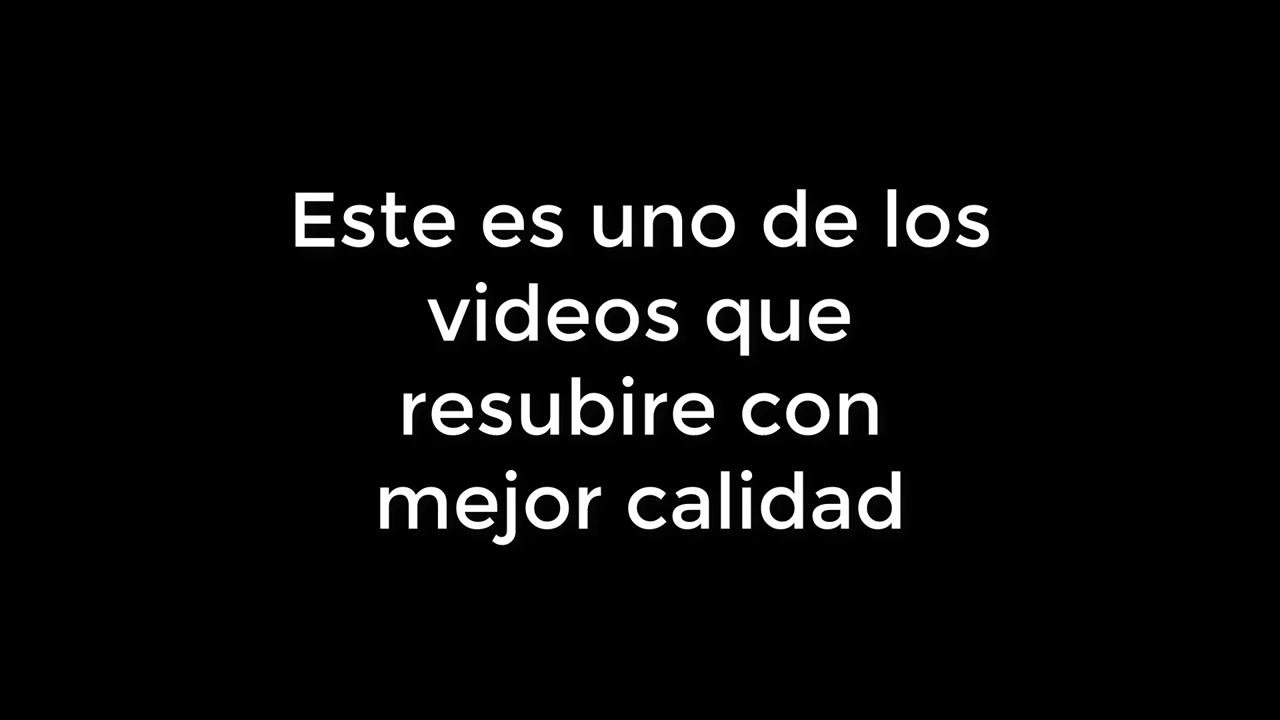 Este es uno de los
videos que
resubire con
mejor calidad